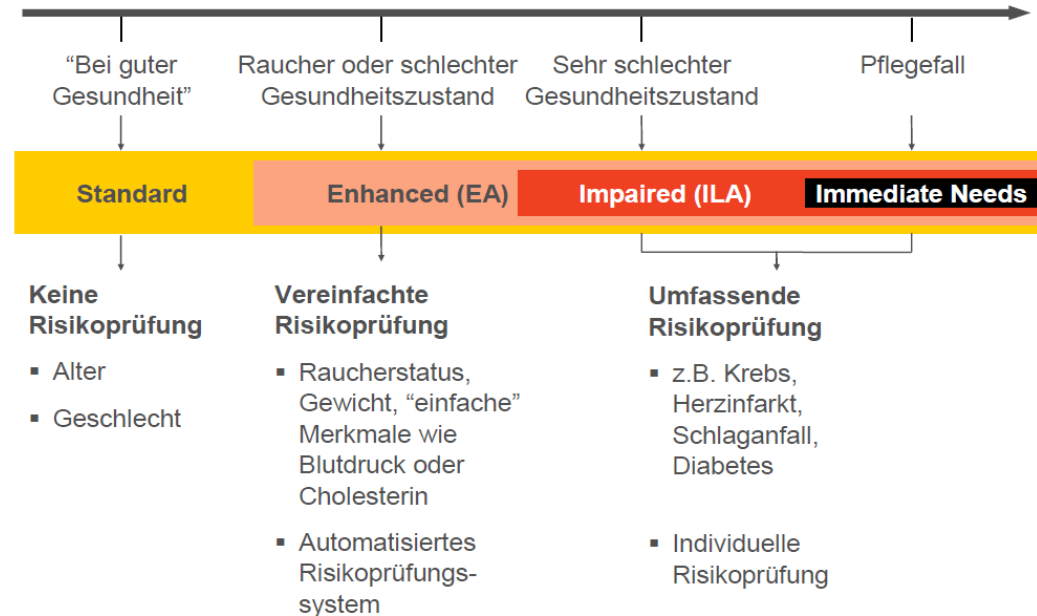 “Bei guter
Gesundheit”
Raucher oder schlechter
Gesundheitszustand
Sehr schlechter
Gesundheitszustand
Pflegefall
Standard
Enhanced (EA)
Impaired (ILA)
Immediate Needs
Keine
Risikoprüfung
▪ Alter
▪ Geschlecht
Vereinfachte
Risikoprüfung
▪ Raucherstatus,
Gewicht, “einfache”
Merkmale wie
Blutdruck oder
Cholesterin
▪ Automatisiertes
Risikoprüfungs-
system
Umfassende
Risikoprüfung
▪ z.B. Krebs,
Herzinfarkt,
Schlaganfall,
Diabetes
▪ Individuelle
Risikoprüfung